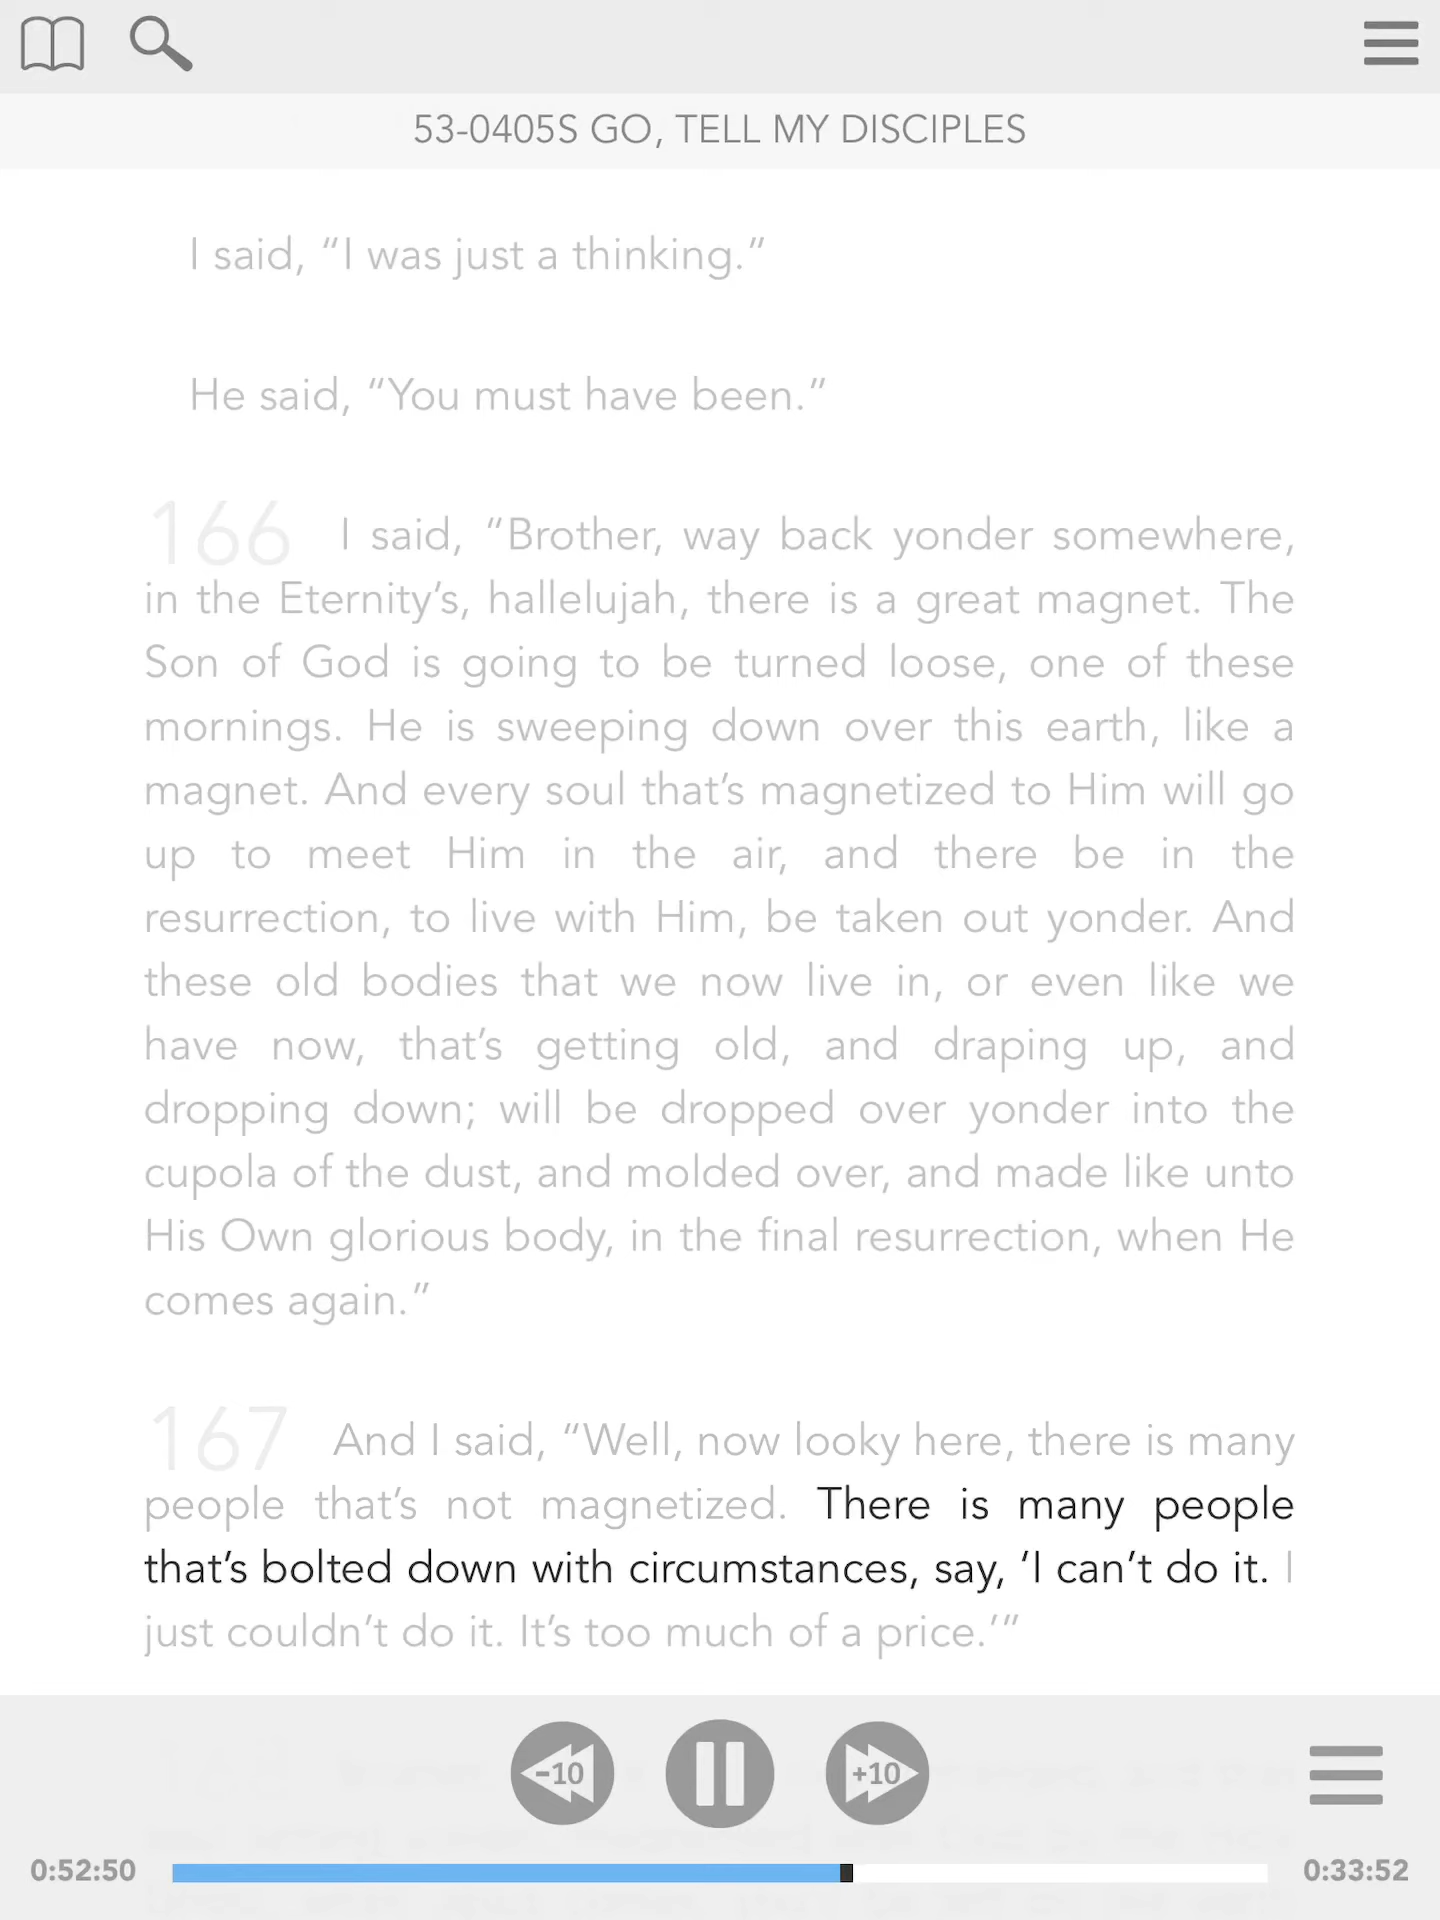 53-0405S GO, TELL MY DISCIPLES
I said, “I was just a thinking.”
He said, “You must have been.”
166 I said, “Brother, way back yonder somewhere,
in the Eternity’s, hallelujah, there is a great magnet. The
Son of God is going to be turned loose, one of these
mornings. He is sweeping down over this earth, like a
magnet. And every soul that’s magnetized to Him will go
up to meet Him in the air, and there be in the
resurrection, to live with Him, be taken out yonder. And
these old bodies that we now live in, or even like we
have now, that’s getting old, and draping up, and
dropping down; will be dropped over yonder into the
cupola of the dust, and molded over, and made like unto
His Own glorious body, in the final resurrection, when He
comes again.”
167 And I said, “Well, now looky here, there is many
people that’s not magnetized. There is many people
that’s bolted down with circumstances, say, ‘I can’t do it. I
just couldn’t do it. It’s too much of a price.’”
-10 +10
0:52:50 0:33:52